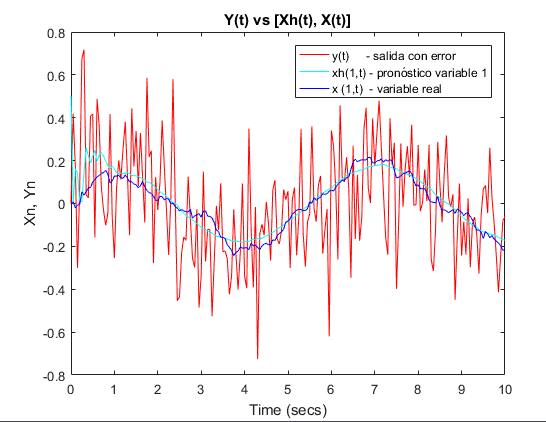 Y(t) vs [Xh(t), X(t)]
y(t) - salida con error
xh(1,t) - pronóstico variable 1
x (1,t) - variable real
Xn, Yn
0.8
0.6
0.4
0.2
0
-0.2
-0.4
-0.6
-0.8
0 1 2 3 4 5 6 7 8 9 10
Time (secs)